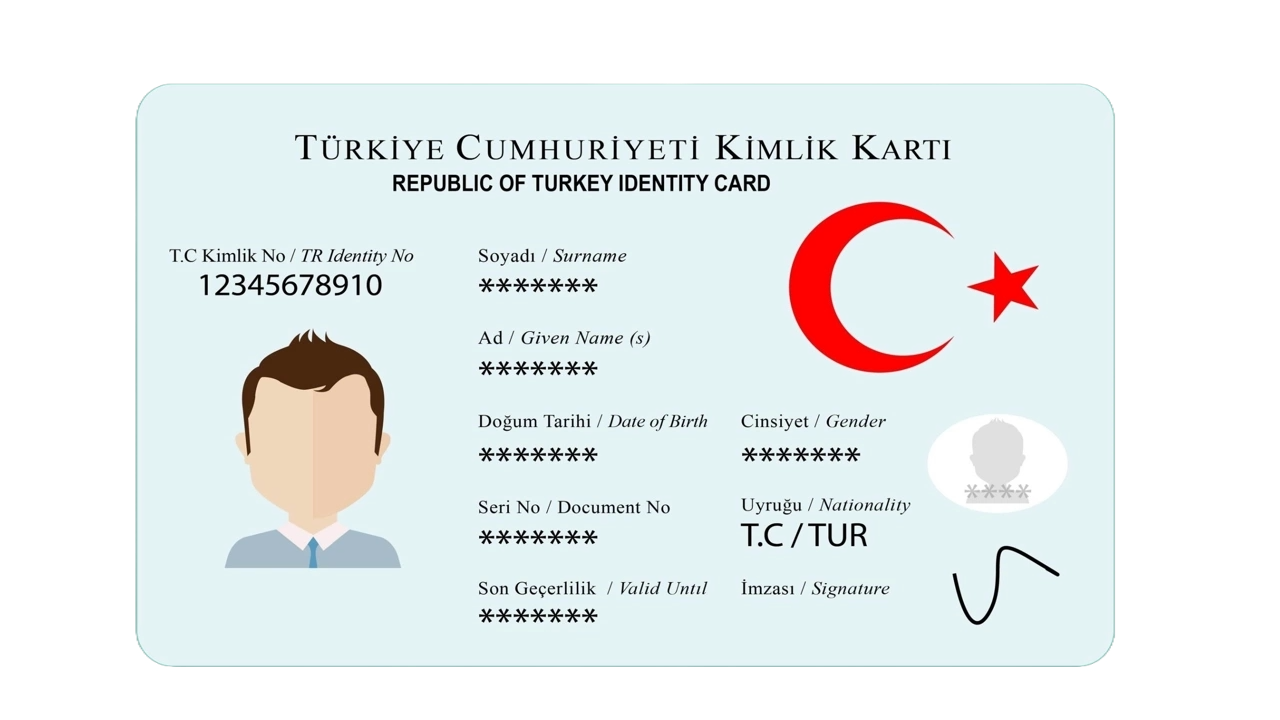 TÜRKİYE CUMHURİYETİ KİMLİK KARTI
REPUBLIC OF TURKEY IDENTITY CARD
T.C Kimlik No / TR Identity No
12345678910
Soyadı / Surname
*******
Ad / Given Name (s)
*******
Doğum Tarihi / Date of Birth
*******
Cinsiyet / Gender
*******
Seri No / Document No
*******
Uyruğu / Nationality
T.C / TUR
Son Geçerlilik / Valid Untıl
*******
İmzası / Signature
****